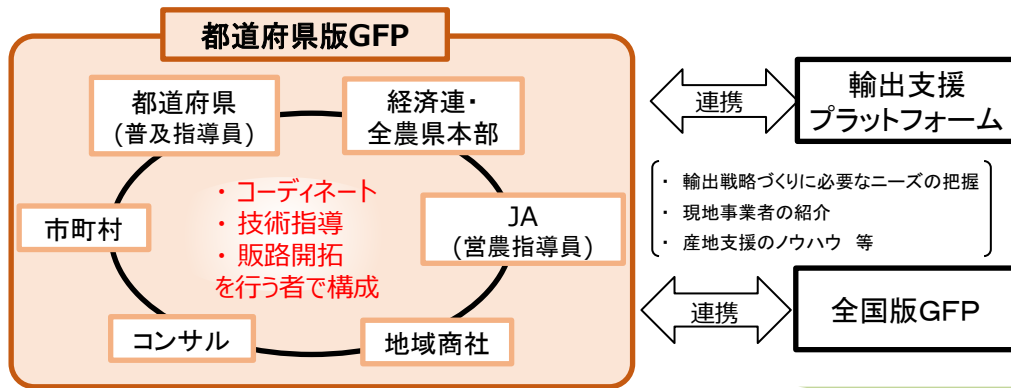 都道府県版GFP
都道府県
(普及指導員)
経済連・
全農県本部
市町村
・コーディネート
・技術指導
・販路開拓
を行う者で構成
JA
(営農指導員)
コンサル
地域商社
連携
輸出支援
プラットフォーム
・ 輸出戦略づくりに必要なニーズの把握
・ 現地事業者の紹介
・ 産地支援のノウハウ 等
連携
全国版GFP